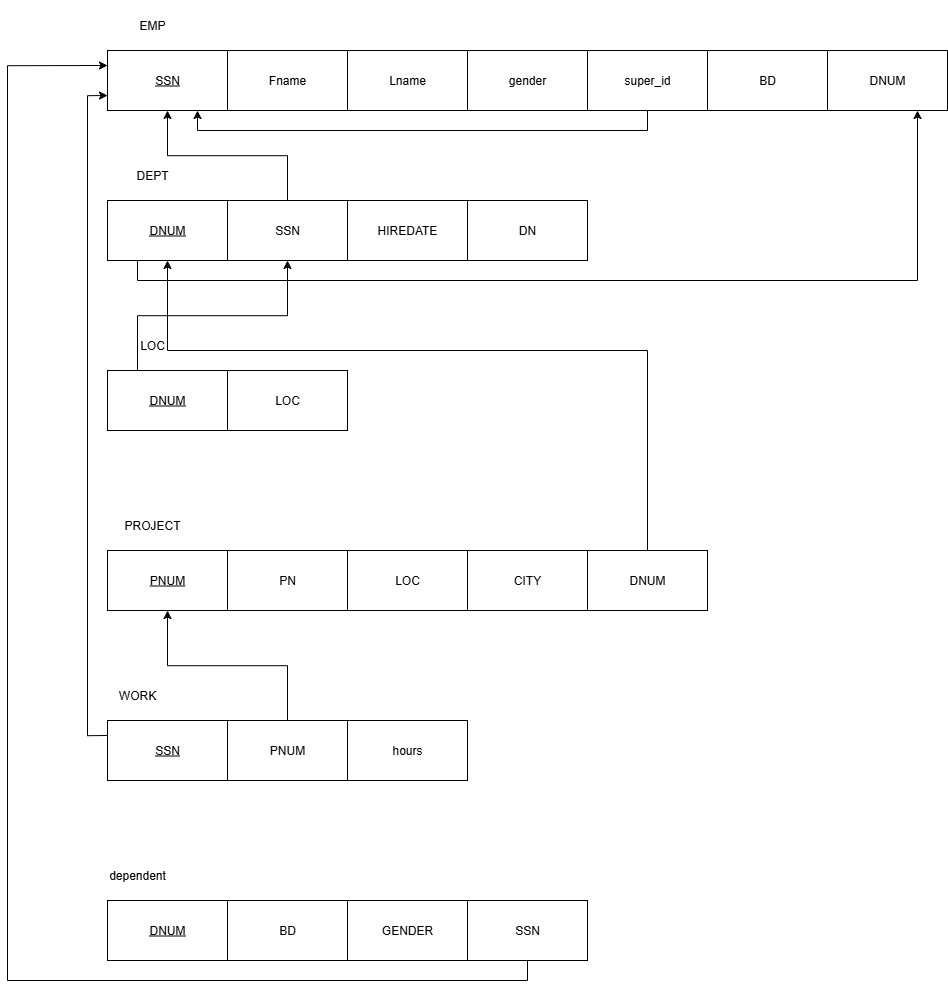 EMP
SSN Fname Lname gender super_id BD DNUM
DEPT
DNUM SSN HIREDATE DN
LOC
DNUM LOC
PROJECT
PNUM PN LOC CITY DNUM
WORK
SSN PNUM hours
dependent
DNUM BD GENDER SSN